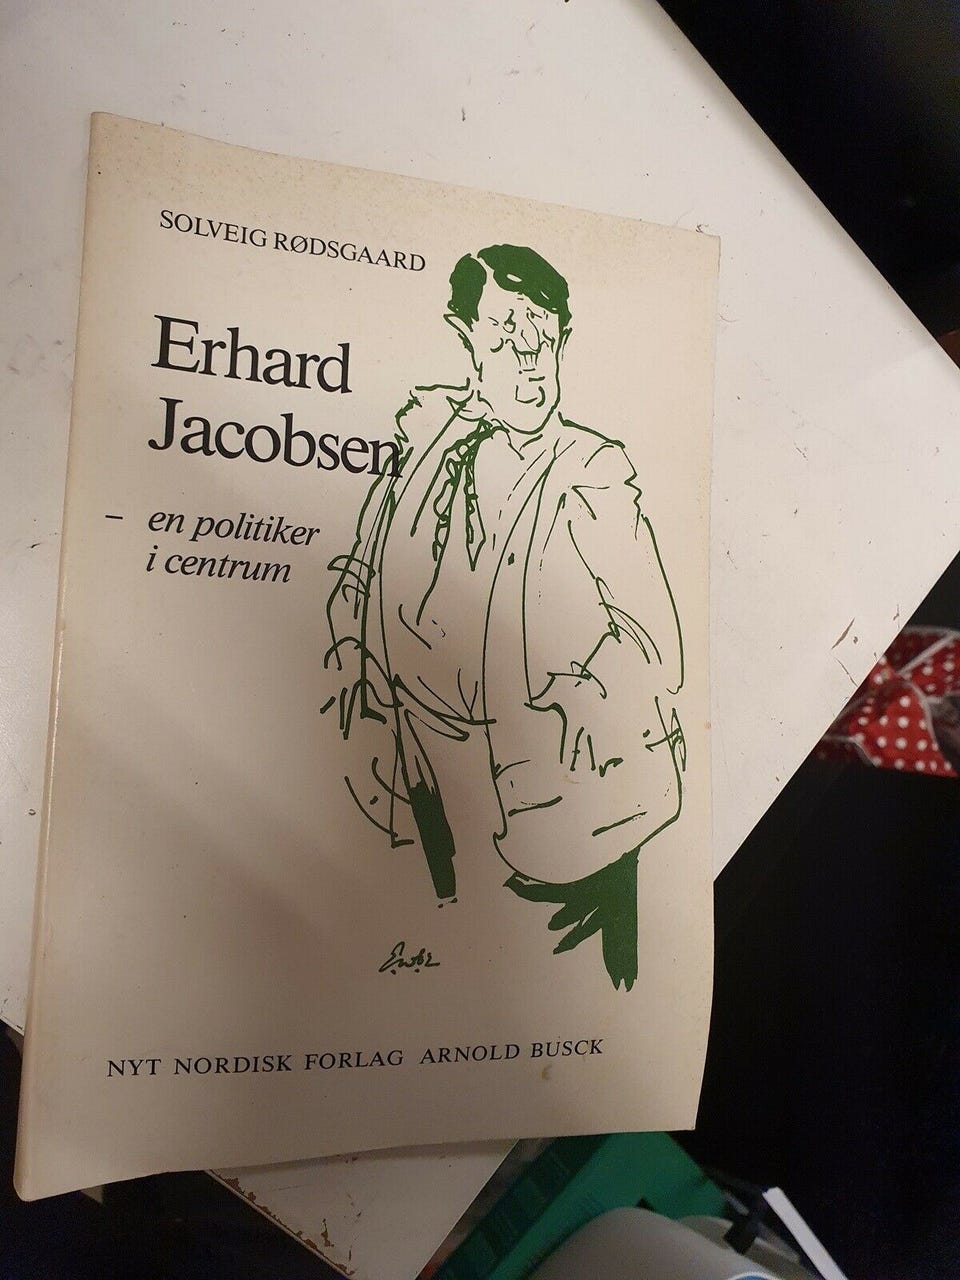 SOLVEIG RØDSGAARD
Erhard
Jacobsen
– en politiker
i centrum
NYT NORDISK FORLAG ARNOLD BUSCK